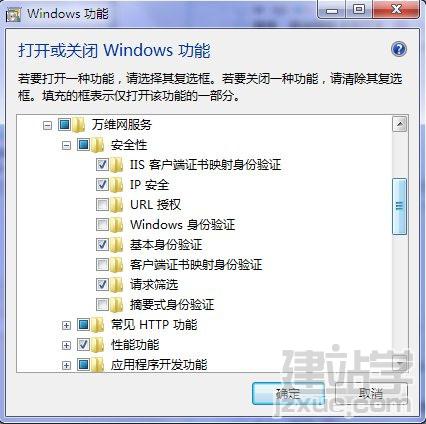 Windows 功能
打开或关闭 Windows 功能
若要打开一种功能，请选择其复选框。若要关闭一种功能，请清除其复选
框。填充的框表示仅打开该功能的一部分。
万维网服务
安全性
IIS 客户端证书映射身份验证
IP 安全
URL 授权
Windows 身份验证
基本身份验证
客户端证书映射身份验证
请求筛选
摘要式身份验证
常见 HTTP 功能
性能功能
应用程序开发功能
确定
取消
建站学
jzxue.com